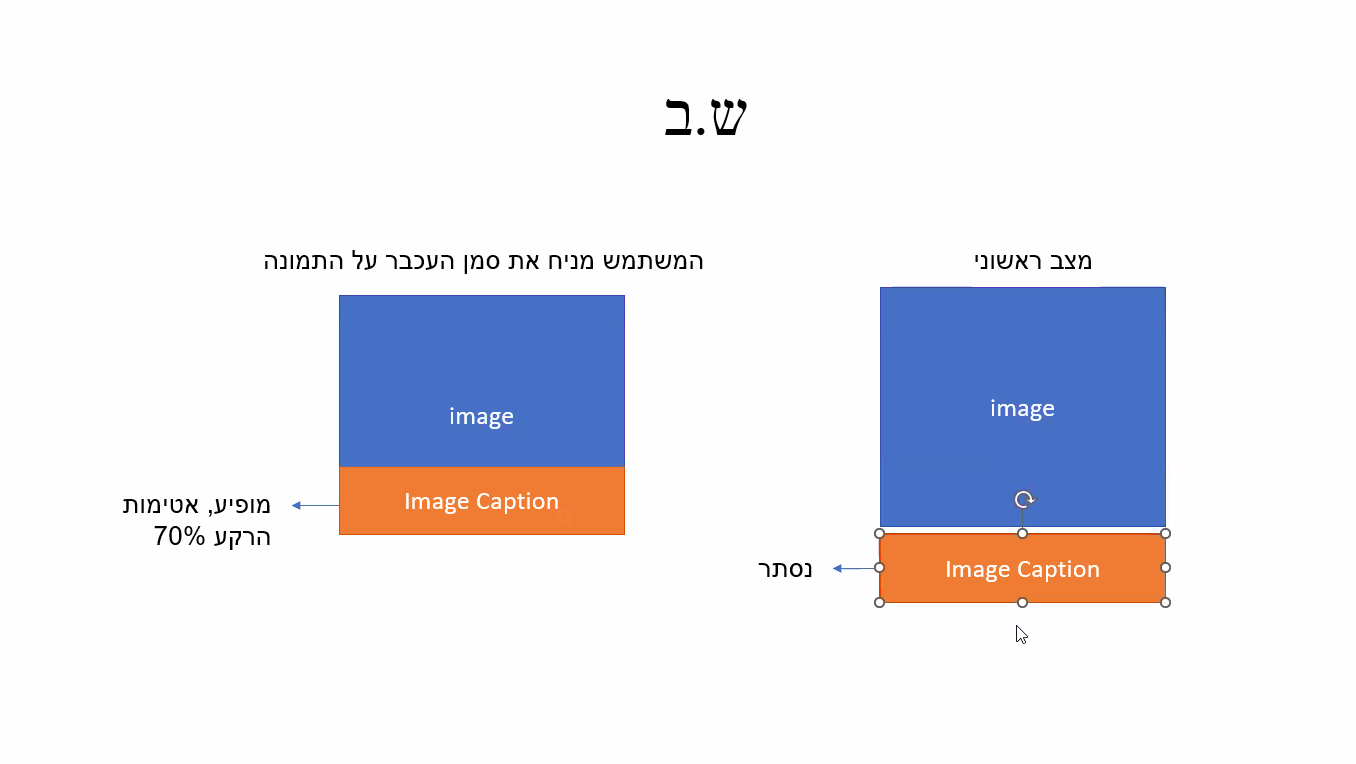 ש.ב
מצב ראשוני
image
Image Caption
נסתר
המשתמש מניח את סמן העכבר על התמונה
image
Image Caption
מופיע, אטימות
הרקע 70%